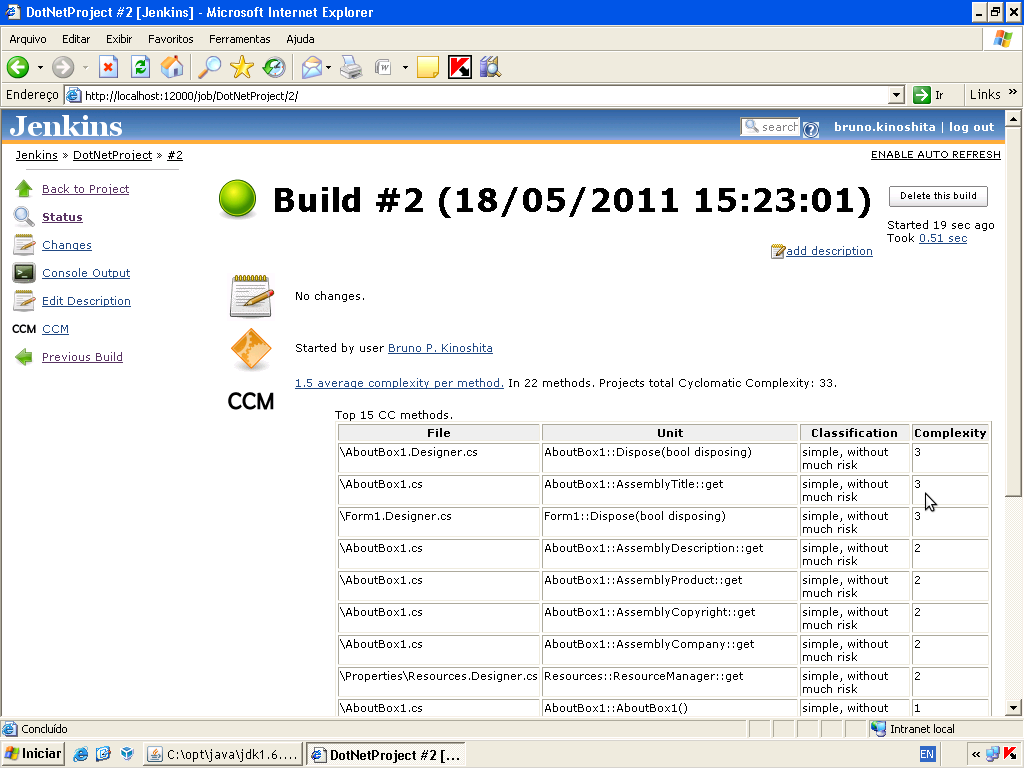 DotNetProject #2 [Jenkins] - Microsoft Internet Explorer
Arquivo Editar Exibir Favoritos Ferramentas Ajuda
Endereço http://localhost:12000/job/DotNetProject/2/ Ir Links »
Jenkins search bruno.kinoshita | log out
Jenkins » DotNetProject » #2 ENABLE AUTO REFRESH
Back to Project
Status
Changes
Console Output
Edit Description
CCM CCM
Previous Build
Build #2 (18/05/2011 15:23:01)
Delete this build
Started 19 sec ago
Took 0.51 sec
add description
No changes.
Started by user Bruno P. Kinoshita
CCM
1.5 average complexity per method. In 22 methods. Projects total Cyclomatic Complexity: 33.
Top 15 CC methods.
File Unit Classification Complexity
\AboutBox1.Designer.cs AboutBox1::Dispose(bool disposing) simple, without much risk 3
\AboutBox1.cs AboutBox1::AssemblyTitle::get simple, without much risk 3
\Form1.Designer.cs Form1::Dispose(bool disposing) simple, without much risk 3
\AboutBox1.cs AboutBox1::AssemblyDescription::get simple, without much risk 2
\AboutBox1.cs AboutBox1::AssemblyProduct::get simple, without much risk 2
\AboutBox1.cs AboutBox1::AssemblyCopyright::get simple, without much risk 2
\AboutBox1.cs AboutBox1::AssemblyCompany::get simple, without much risk 2
\Properties\Resources.Designer.cs Resources::ResourceManager::get simple, without much risk 2
\AboutBox1.cs AboutBox1::AboutBox1() simple, without 1
Concluído Intranet local
Iniciar C:\opt\java\jdk1.6.... DotNetProject #2 [... EN «